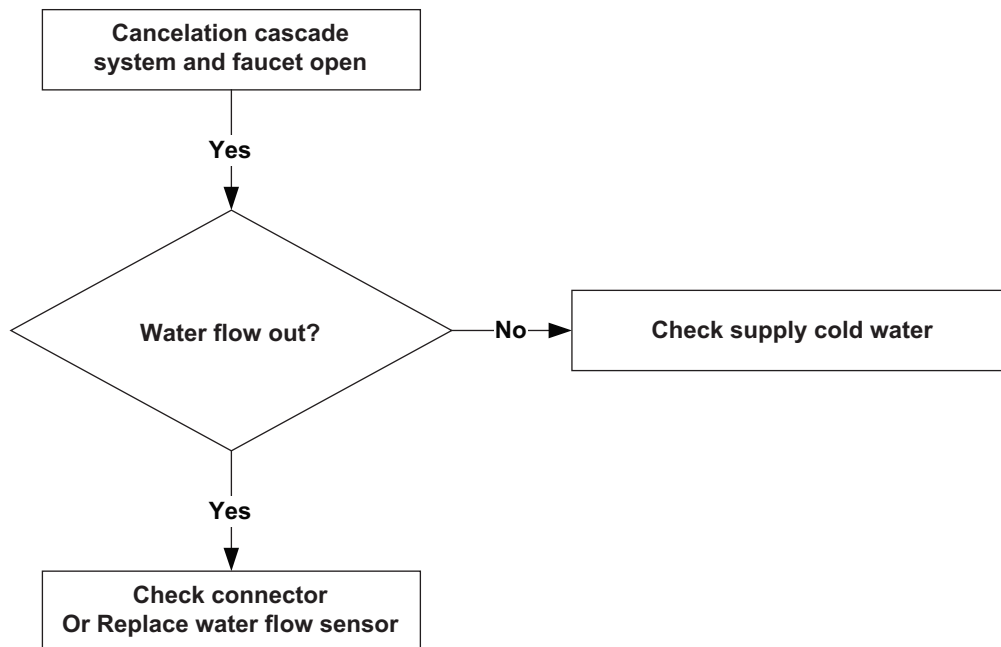 Cancelation cascade
system and faucet open
Yes
Water flow out?
No
Check supply cold water
Yes
Check connector
Or Replace water flow sensor